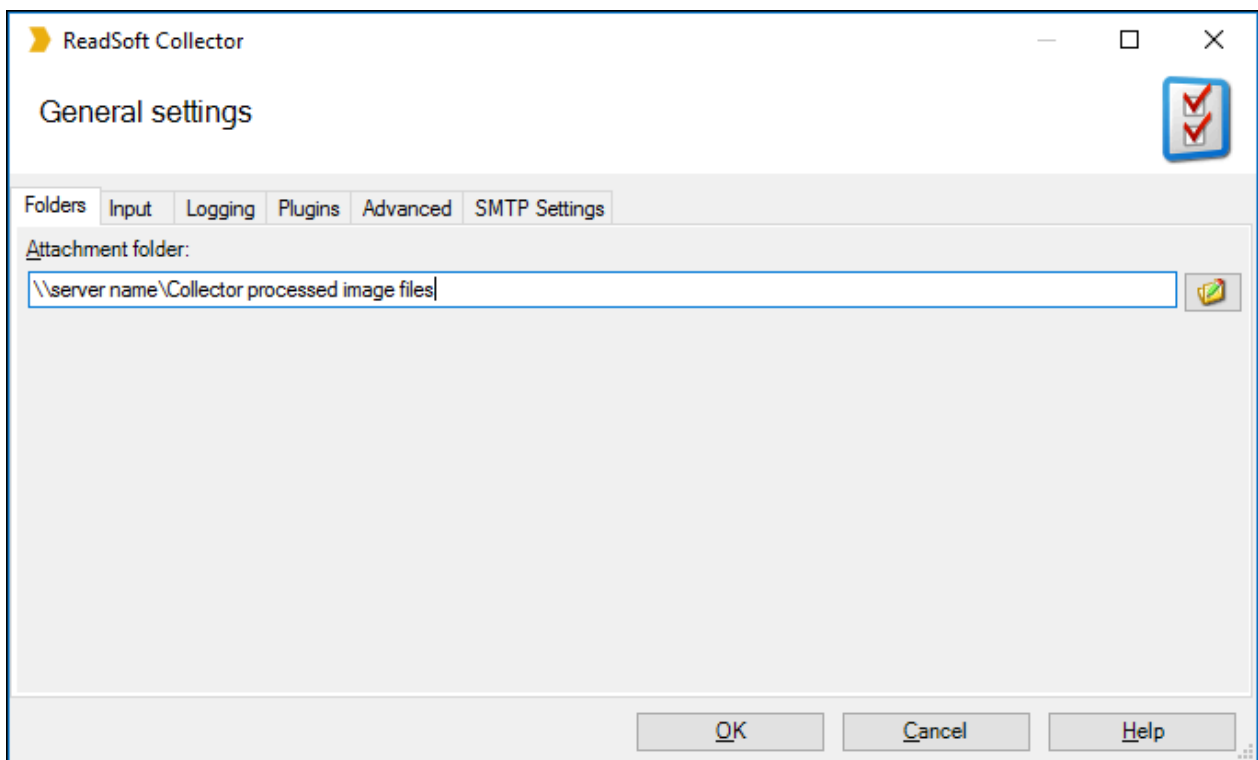 ReadSoft Collector
General settings
Folders Input Logging Plugins Advanced SMTP Settings
Attachment folder:
\\server name\Collector processed image files
OK Cancel Help